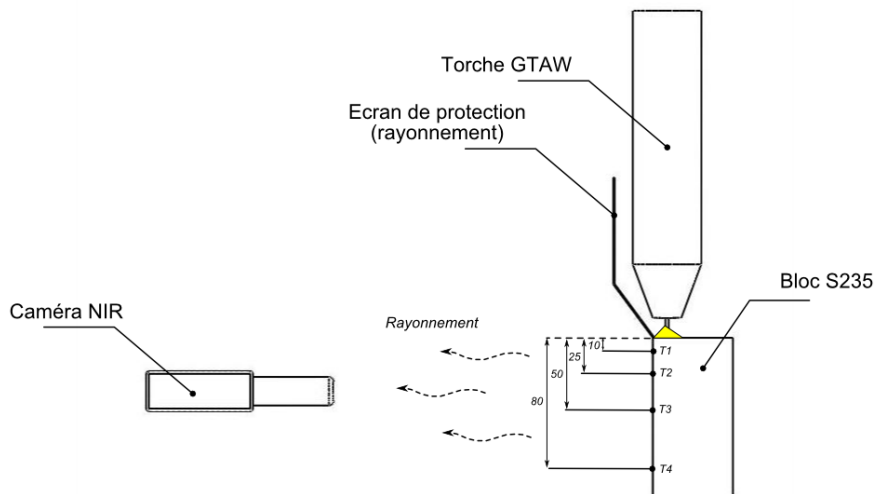 Torche GTAW
Ecran de protection
(rayonnement)
Bloc S235
Caméra NIR
Rayonnement
10
T1
25
T2
50
T3
80
T4